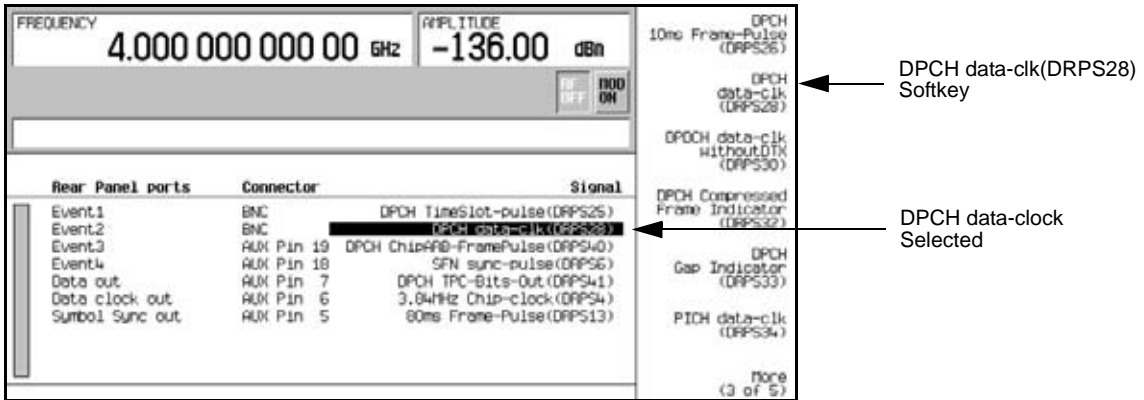 FREQUENCY
4.000 000 000 00 GHz
AMPLITUDE
-136.00 dBm
RF OFF
MOD ON
Rear Panel ports Connector Signal
Event1 BNC DPCH TimeSlot-pulse(DRPS25)
Event2 BNC DPCH data-clk(DRPS28)
Event3 AUX Pin 19 DPCH ChipARB-FramePulse(DRPS40)
Event4 AUX Pin 18 SFN sync-pulse(DRPS6)
Data out AUX Pin 7 DPCH TPC-Bits-Out(DRPS41)
Data clock out AUX Pin 6 3.84MHz Chip-clock(DRPS4)
Symbol Sync out AUX Pin 5 80ms Frame-Pulse(DRPS13)
DPCH
10ms Frame-Pulse
(DRPS26)
DPCH
data-clk
(DRPS28)
DPDCH data-clk
withoutDTX
(DRPS30)
DPCH Compressed
Frame Indicator
(DRPS32)
DPCH
Gap Indicator
(DRPS33)
PICH data-clk
(DRPS34)
More
(3 of 5)
DPCH data-clk(DRPS28)
Softkey
DPCH data-clock
Selected